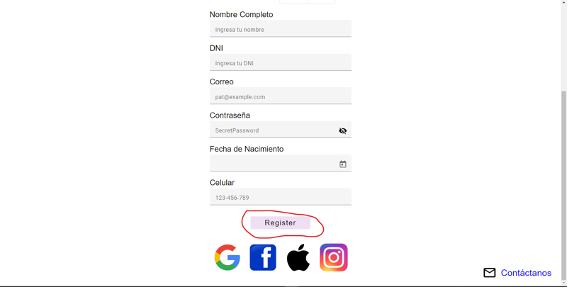 Nombre Completo
Ingresa tu nombre
DNI
Ingresa tu DNI
Correo
pat@example.com
Contraseña
SecretPassword
Fecha de Nacimiento
Celular
123-456-789
Register
Contáctanos